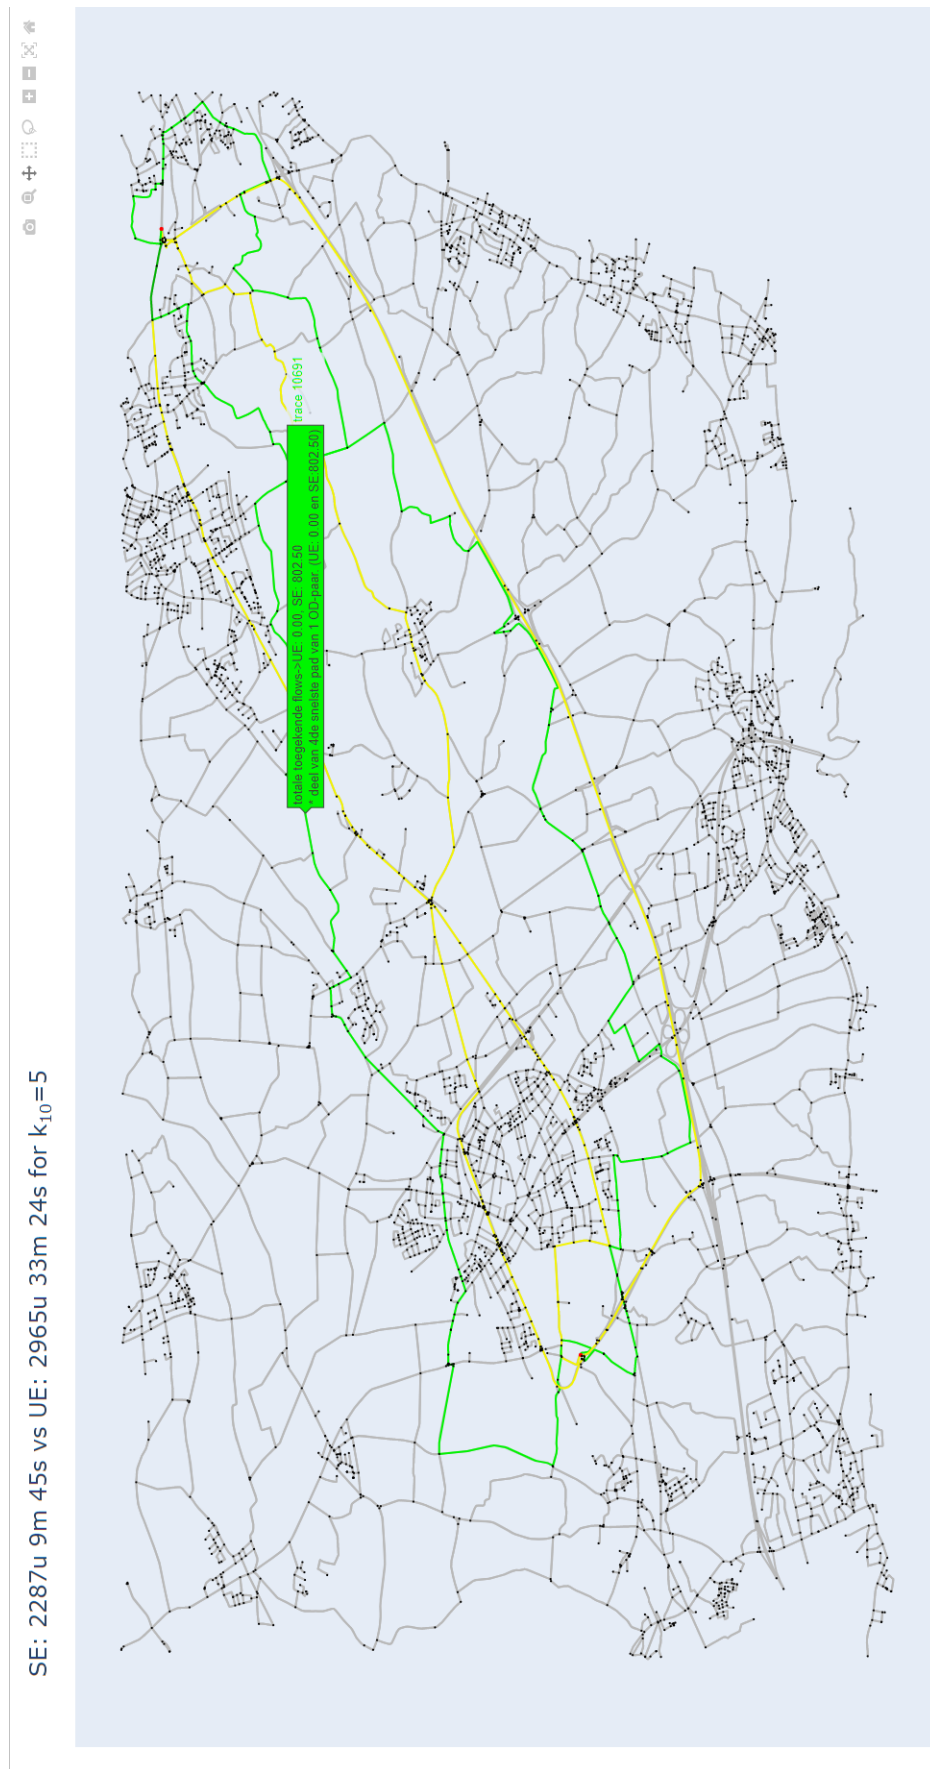 SE: 2287u 9m 45s vs UE: 2965u 33m 24s for k₁₀=5
totale toegekende flows->UE: 0.00, SE 802.50
* deel van 4de snelste pad van 1 OD-paar. (UE: 0.00 en SE:802.50)
trace 10691